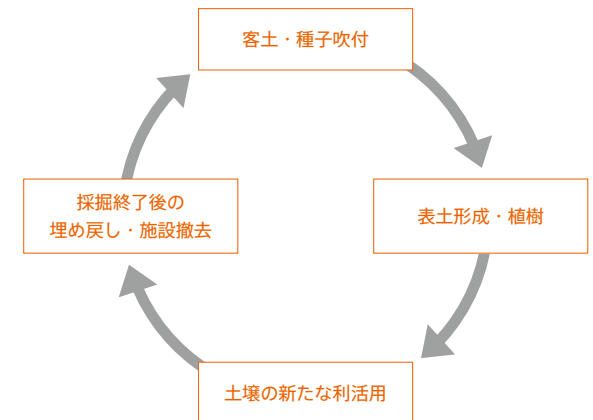 客土・種子吹付
採掘終了後の
埋め戻し・施設撤去
表土形成・植樹
土壌の新たな利活用